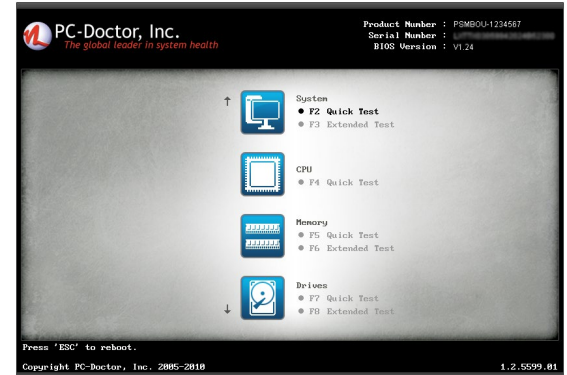 PC-Doctor, Inc.
The global leader in system health
Product Number : PSMBOU-1234567
Serial Number :
BIOS Version : V1.24
System
F2 Quick Test
F3 Extended Test
CPU
F4 Quick Test
Memory
F5 Quick Test
F6 Extended Test
Drives
F7 Quick Test
F8 Extended Test
Press 'ESC' to reboot.
Copyright PC-Doctor, Inc. 2005-2010
1.2.5599.01